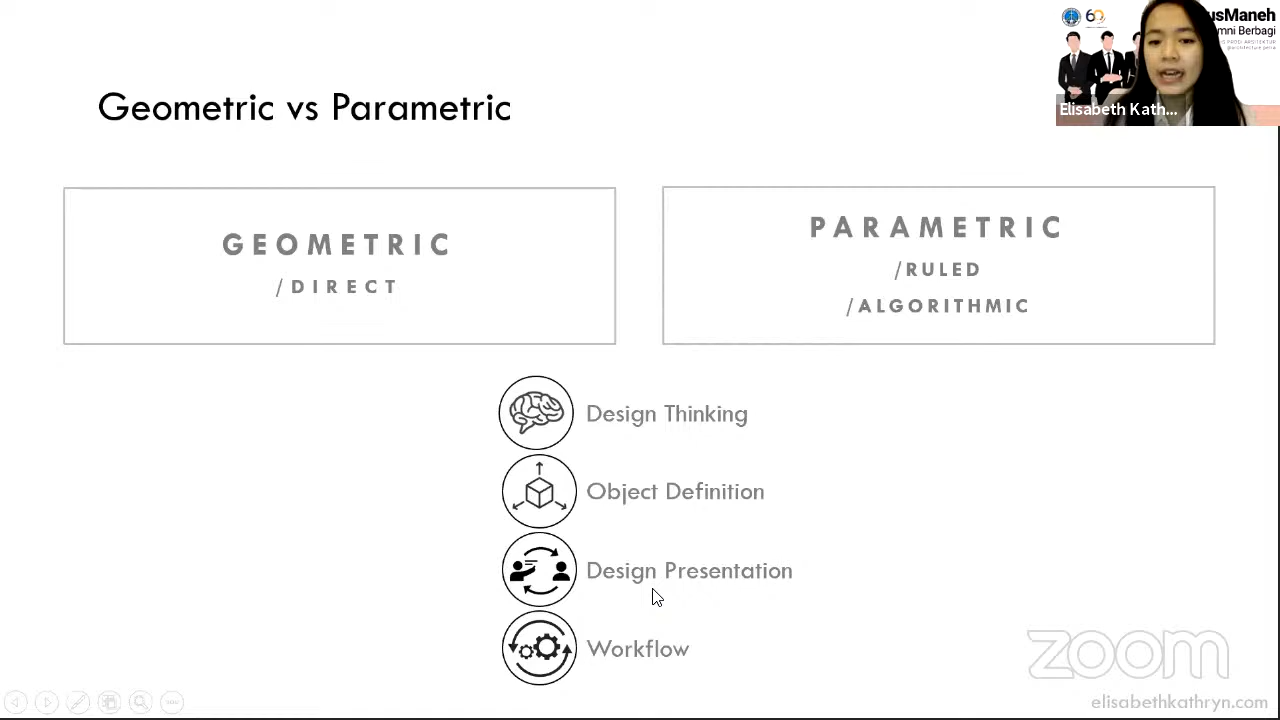 60
usManeh
mni Berbagi
Elisabeth Kath...
Geometric vs Parametric
GEOMETRIC
/DIRECT
PARAMETRIC
/RULED
/ALGORITHMIC
Design Thinking
Object Definition
Design Presentation
Workflow
zoom
elisabethkathryn.com